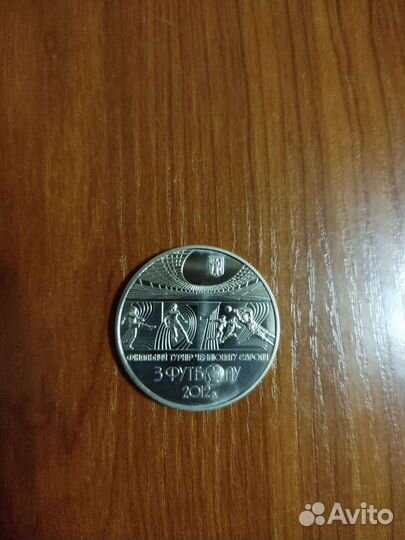 ФІНАЛЬНИЙ ТУРНІР ЧЕМПІОНАТУ ЄВРОПИ
З ФУТБОЛУ
2012
Avito